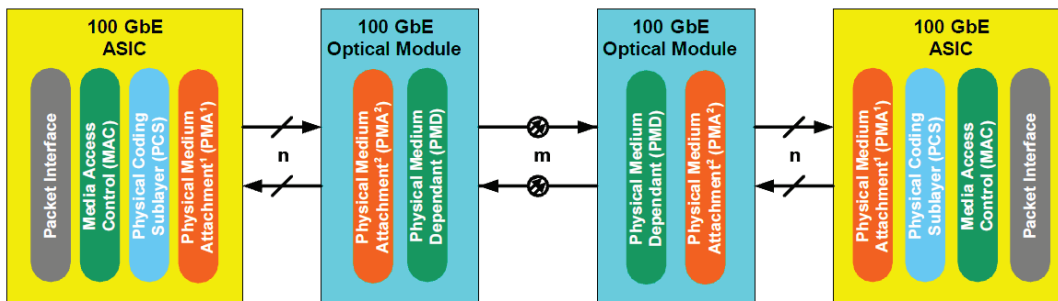 100 GbE
ASIC
Packet Interface
Media Access
Control (MAC)
Physical Coding
Sublayer (PCS)
Physical Medium
Attachment¹ (PMA¹)
n
100 GbE
Optical Module
Physical Medium
Attachment² (PMA²)
Physical Medium
Dependant (PMD)
m
100 GbE
Optical Module
Physical Medium
Dependant (PMD)
Physical Medium
Attachment² (PMA²)
n
100 GbE
ASIC
Physical Medium
Attachment¹ (PMA¹)
Physical Coding
Sublayer (PCS)
Media Access
Control (MAC)
Packet Interface